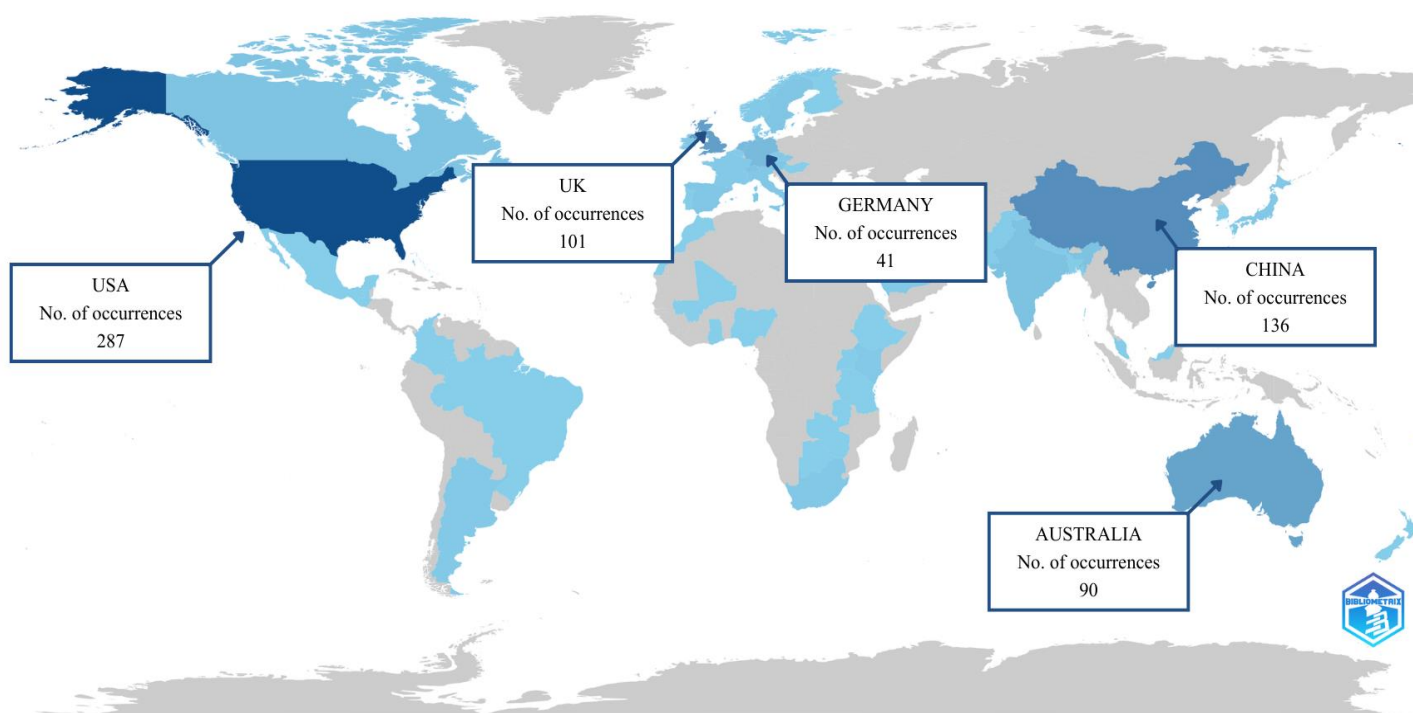 UK
No. of occurrences
101
GERMANY
No. of occurrences
41
USA
No. of occurrences
287
CHINA
No. of occurrences
136
AUSTRALIA
No. of occurrences
90
BIBLIOMETRIX